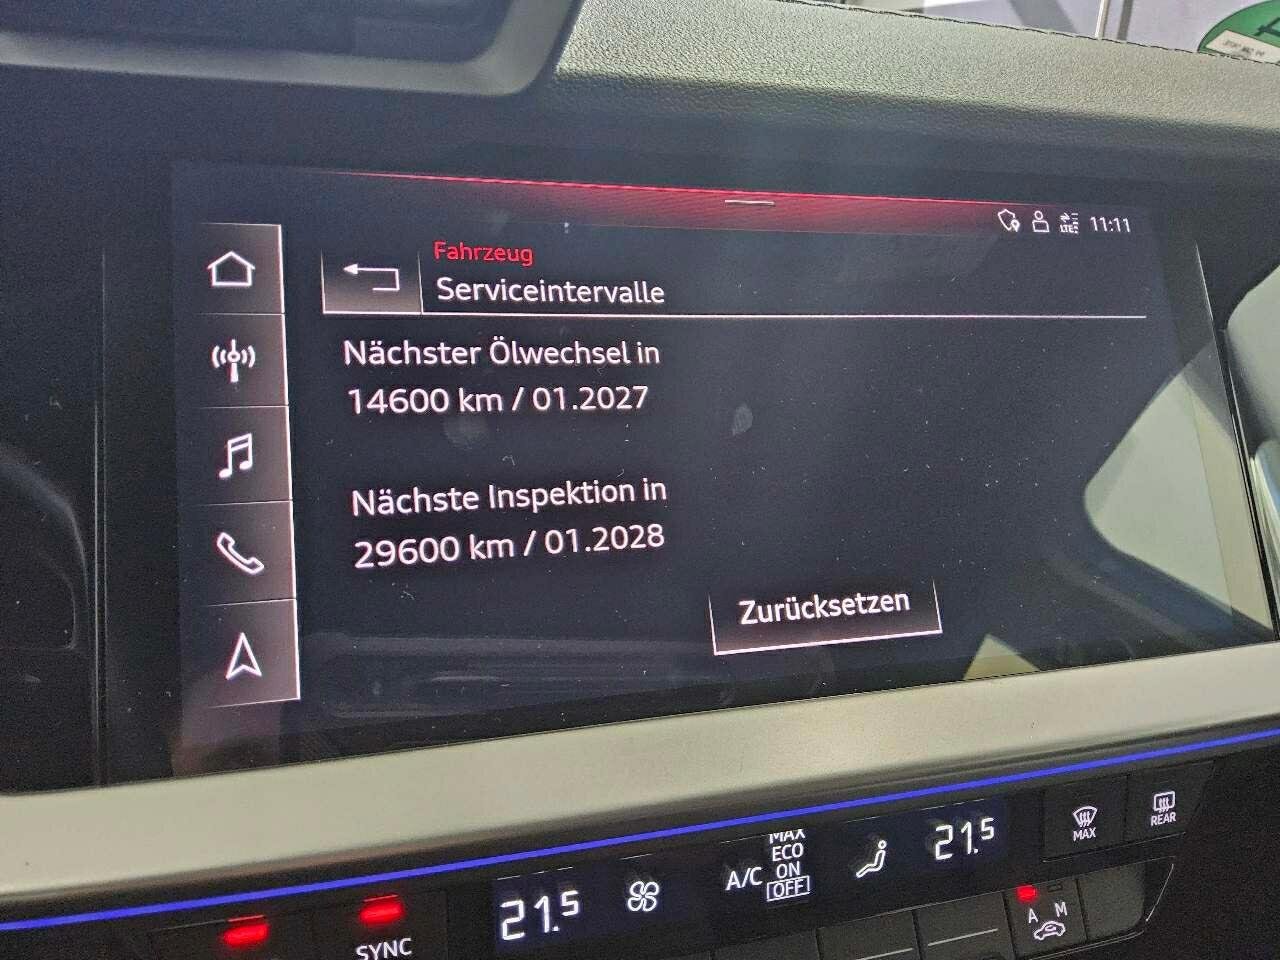 LTE
11:11
Fahrzeug
Serviceintervalle
Nächster Ölwechsel in
14600 km / 01.2027
Nächste Inspektion in
29600 km / 01.2028
Zurücksetzen
MAX
REAR
21.5
A/C
MAX
ECO
ON
OFF
21.5
SYNC
A M